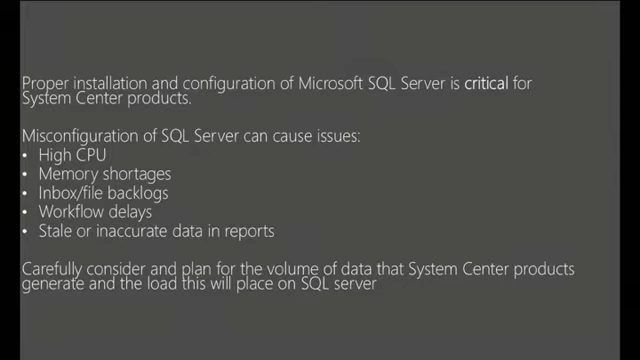 Proper installation and configuration of Microsoft SQL Server is critical for
System Center products.
Misconfiguration of SQL Server can cause issues:
• High CPU
• Memory shortages
• Inbox/file backlogs
• Workflow delays
• Stale or inaccurate data in reports
Carefully consider and plan for the volume of data that System Center products
generate and the load this will place on SQL server